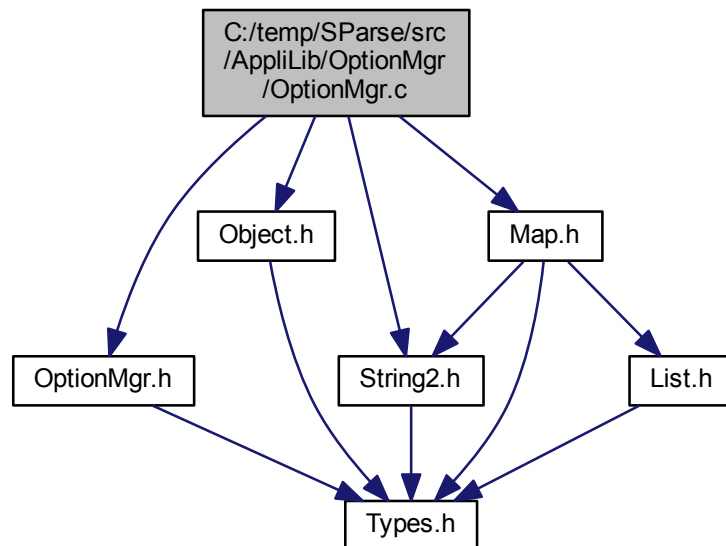 C:/temp/SParse/src
/AppliLib/OptionMgr
/OptionMgr.c
Object.h
Map.h
OptionMgr.h
String2.h
List.h
Types.h